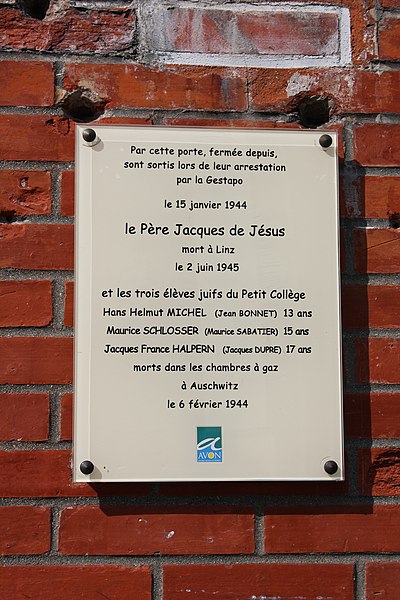 Par cette porte, fermée depuis,
sont sortis lors de leur arrestation
par la Gestapo
le 15 janvier 1944
le Père Jacques de Jésus
mort à Linz
le 2 juin 1945
et les trois élèves juifs du Petit Collège
Hans Helmut MICHEL (Jean BONNET) 13 ans
Maurice SCHLOSSER (Maurice SABATIER) 15 ans
Jacques France HALPERN (Jacques DUPRE) 17 ans
morts dans les chambres à gaz
à Auschwitz
le 6 février 1944
a
AVON